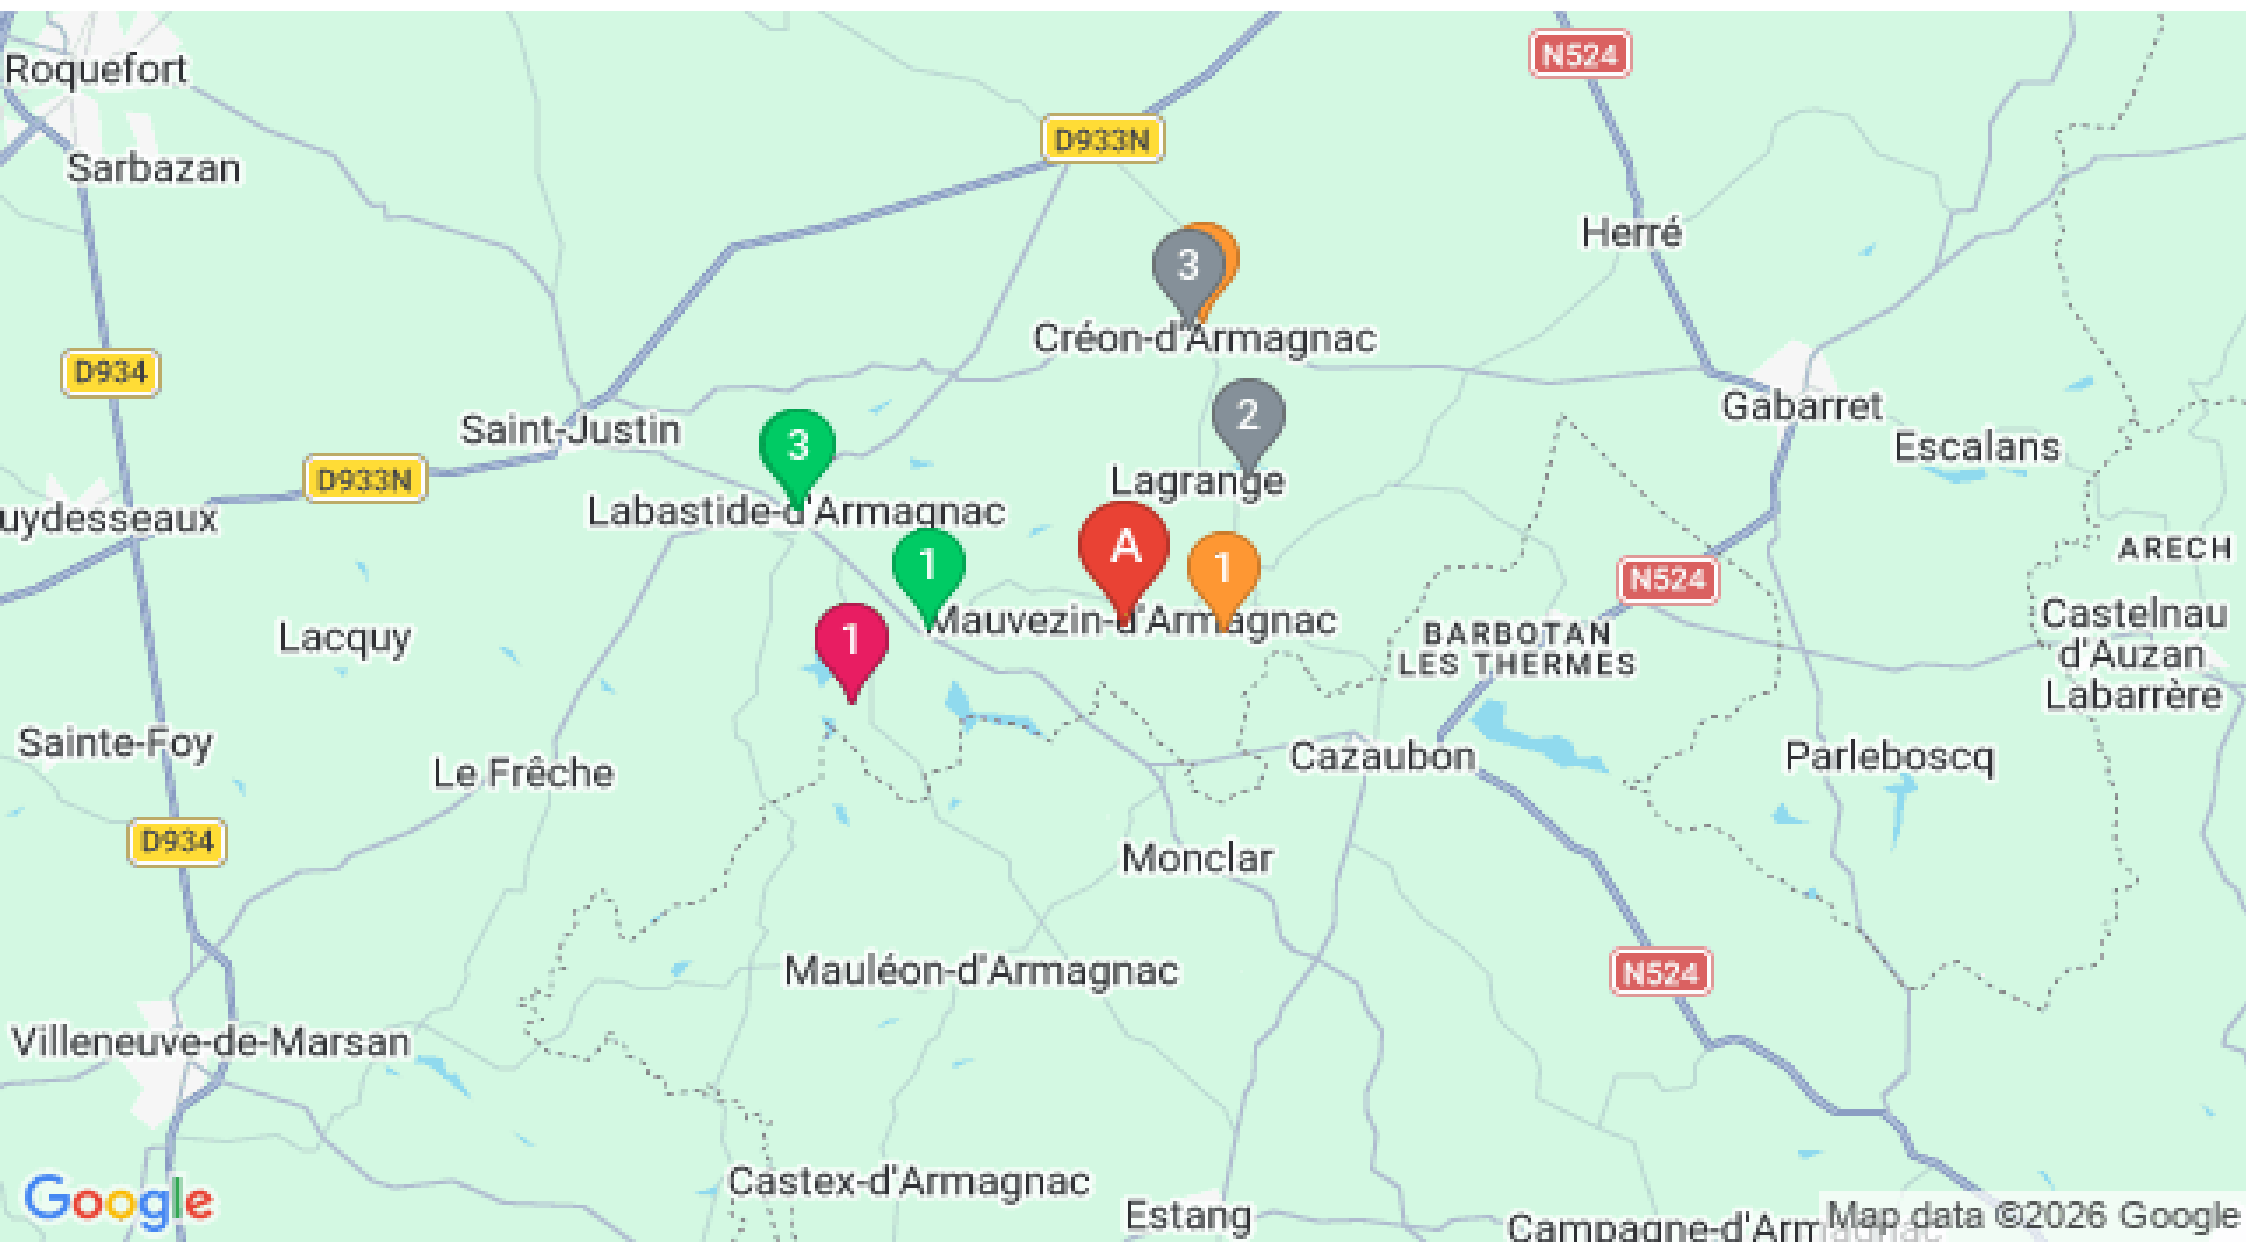 N524
Roquefort
D933N
Sarbazan
Herré
3
Créon-d'Armagnac
D934
2
Gabarret
Saint-Justin
3
Escalans
D933N
Lagrange
Labastide-d'Armagnac
uydesseaux
A
ARECH
1
1
N524
Castelnau
d'Auzan
Labarrère
Mauvezin-d'Armagnac
BARBOTAN
LES THERMES
Lacquy
1
Sainte-Foy
Cazaubon
Parleboscq
Le Frêche
D934
Monclar
Mauléon-d'Armagnac
N524
Villeneuve-de-Marsan
Castex-d'Armagnac
Google
Estang
Campagne-d'Armagnac
Map data ©2026 Google